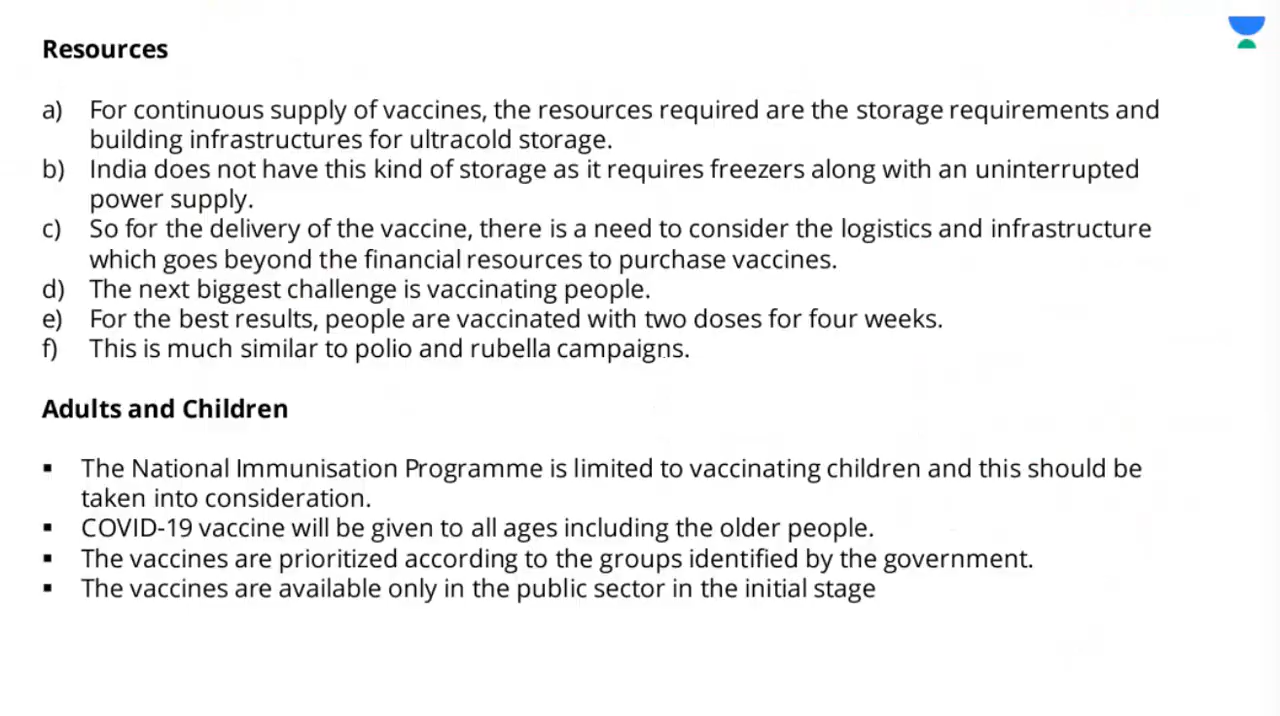 Resources
a) For continuous supply of vaccines, the resources required are the storage requirements and
building infrastructures for ultracold storage.
b) India does not have this kind of storage as it requires freezers along with an uninterrupted
power supply.
c) So for the delivery of the vaccine, there is a need to consider the logistics and infrastructure
which goes beyond the financial resources to purchase vaccines.
d) The next biggest challenge is vaccinating people.
e) For the best results, people are vaccinated with two doses for four weeks.
f) This is much similar to polio and rubella campaigns.
Adults and Children
▪ The National Immunisation Programme is limited to vaccinating children and this should be
taken into consideration.
▪ COVID-19 vaccine will be given to all ages including the older people.
▪ The vaccines are prioritized according to the groups identified by the government.
▪ The vaccines are available only in the public sector in the initial stage